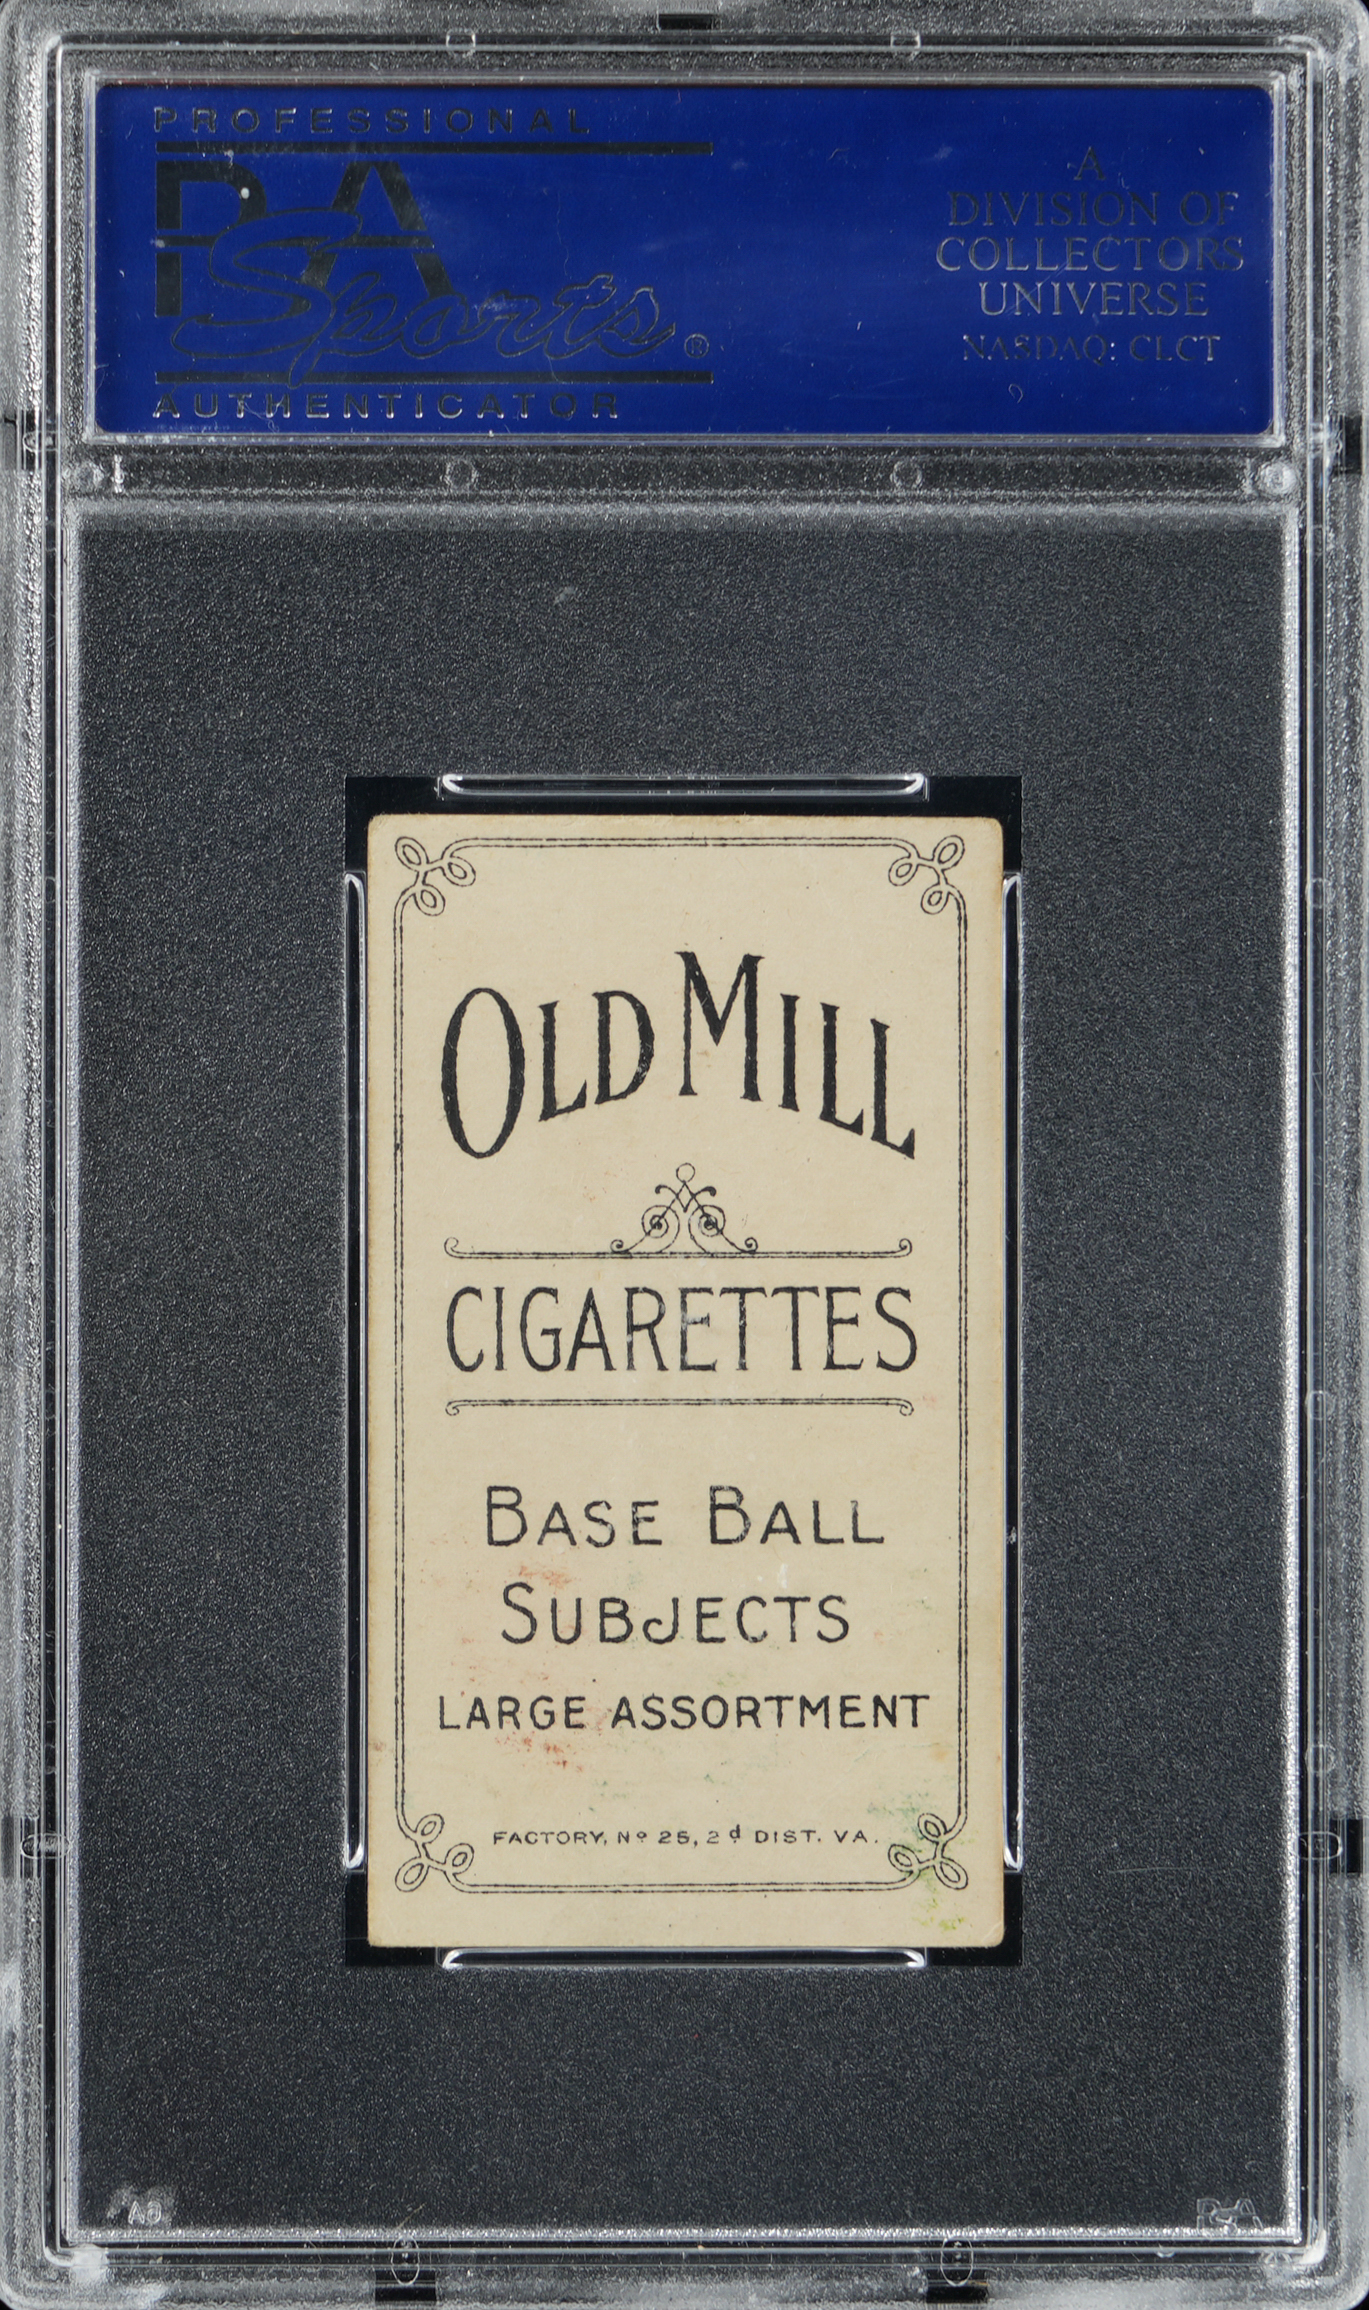 PROFESSIONAL
PSA
Sports®
AUTHENTICATOR
A
DIVISION OF
COLLECTORS
UNIVERSE
NASDAQ: CLCT
OLD MILL
CIGARETTES
BASE BALL
SUBJECTS
LARGE ASSORTMENT
FACTORY, Nº 25, 2d DIST. VA.
PSA